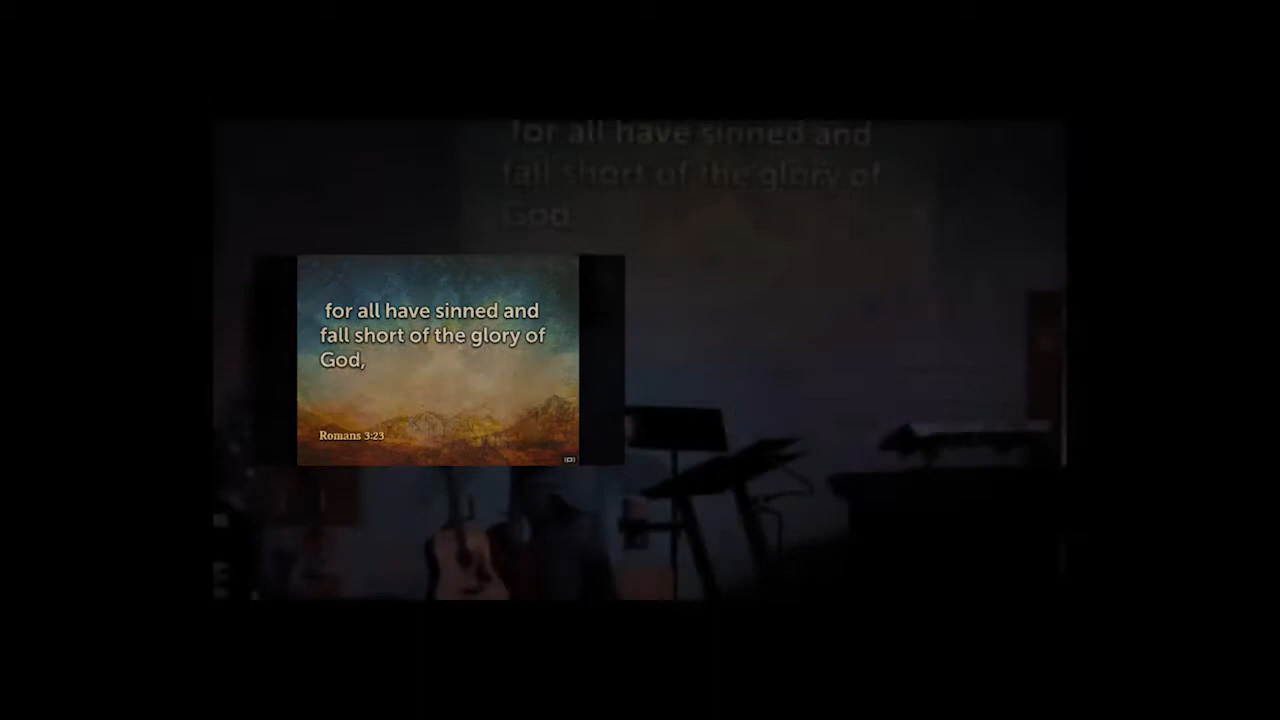 for all have sinned and
fall short of the glory of
God
for all have sinned and
fall short of the glory of
God,
Romans 3:23